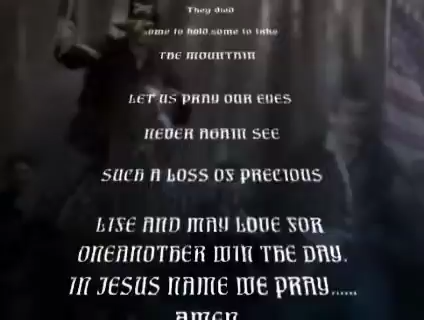 They died
some to hold some to take
THE MOUNTAIN
LET US PRAY OUR EYES
NEVER AGAIN SEE
SUCH A LOSS OF PRECIOUS
LIFE AND MAY LOVE FOR
ONEANOTHER WIN THE DAY.
IN JESUS NAME WE PRAY......
AMEN